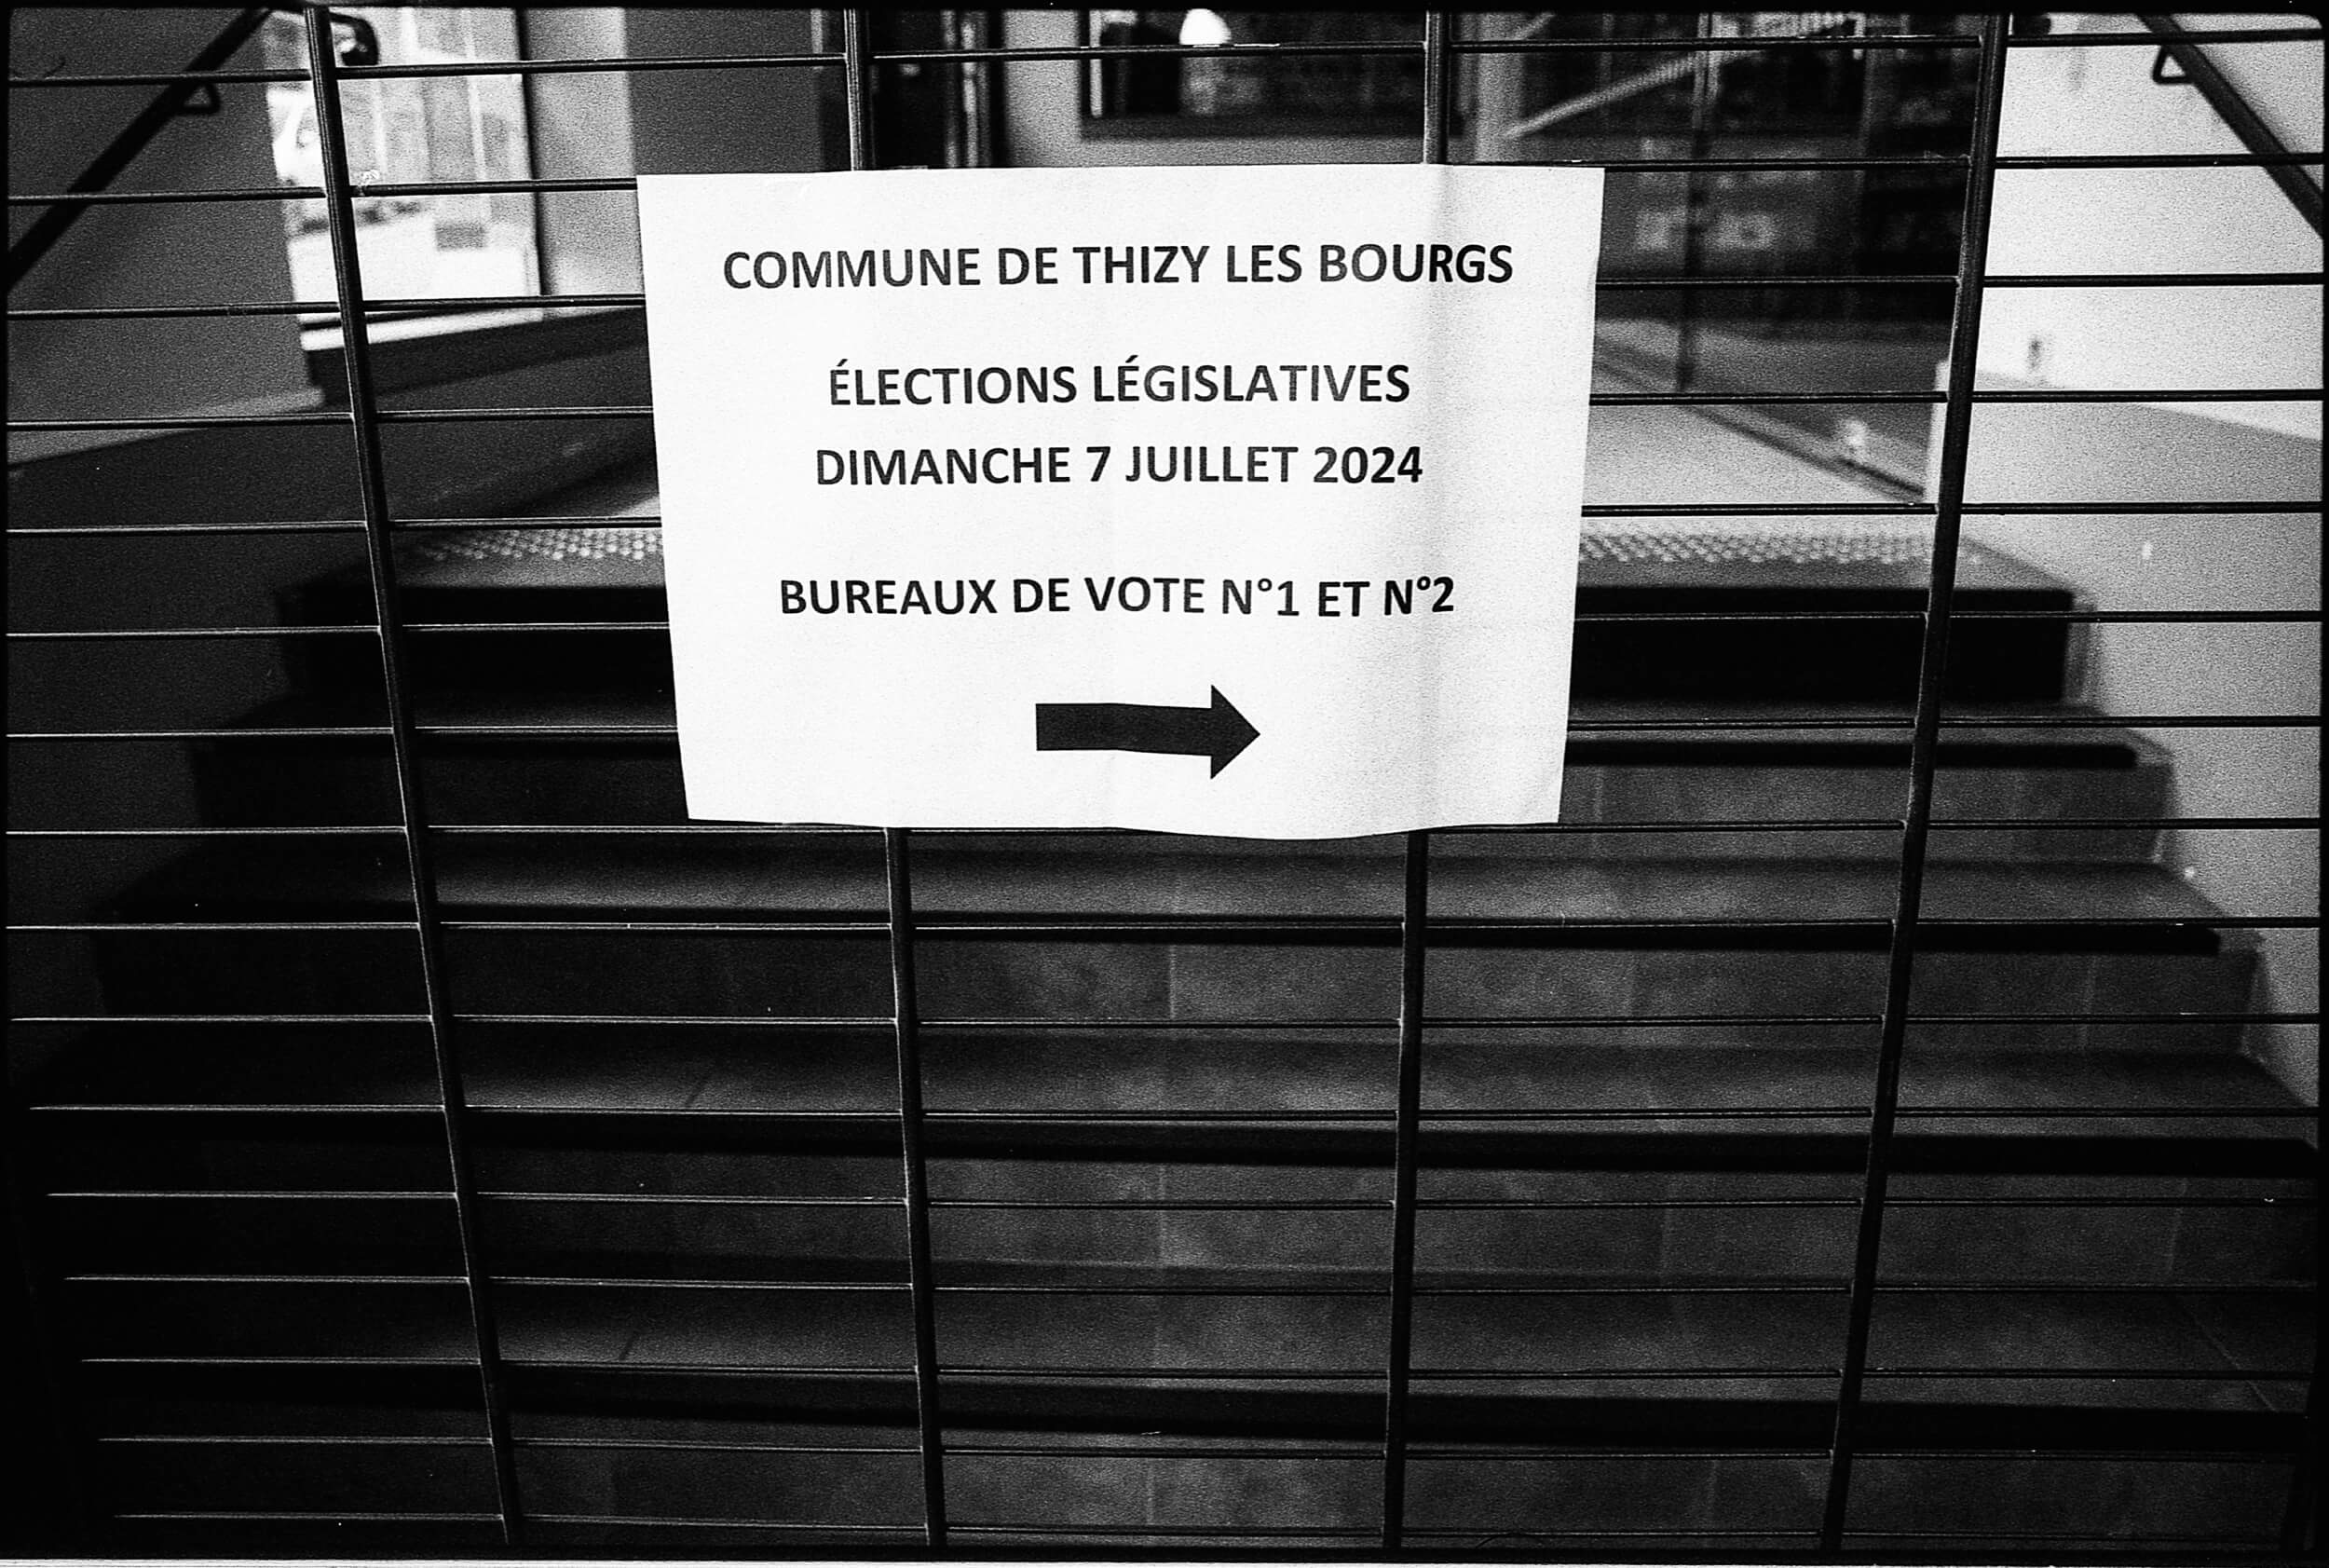 COMMUNE DE THIZY LES BOURGS
ÉLECTIONS LÉGISLATIVES
DIMANCHE 7 JUILLET 2024
BUREAUX DE VOTE N°1 ET N°2